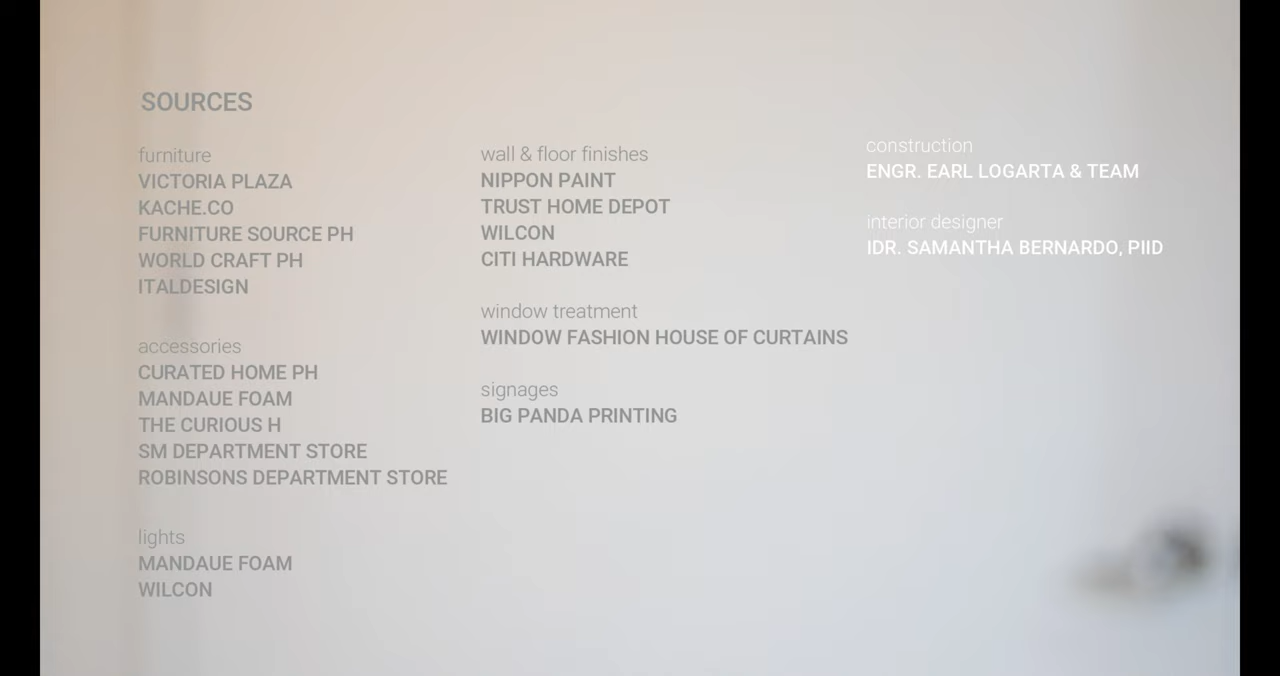 SOURCES
furniture
VICTORIA PLAZA
KACHE.CO
FURNITURE SOURCE PH
WORLD CRAFT PH
ITALDESIGN
accessories
CURATED HOME PH
MANDAUE FOAM
THE CURIOUS H
SM DEPARTMENT STORE
ROBINSONS DEPARTMENT STORE
lights
MANDAUE FOAM
WILCON
wall & floor finishes
NIPPON PAINT
TRUST HOME DEPOT
WILCON
CITI HARDWARE
window treatment
WINDOW FASHION HOUSE OF CURTAINS
signages
BIG PANDA PRINTING
construction
ENGR. EARL LOGARTA & TEAM
interior designer
IDR. SAMANTHA BERNARDO, PIID